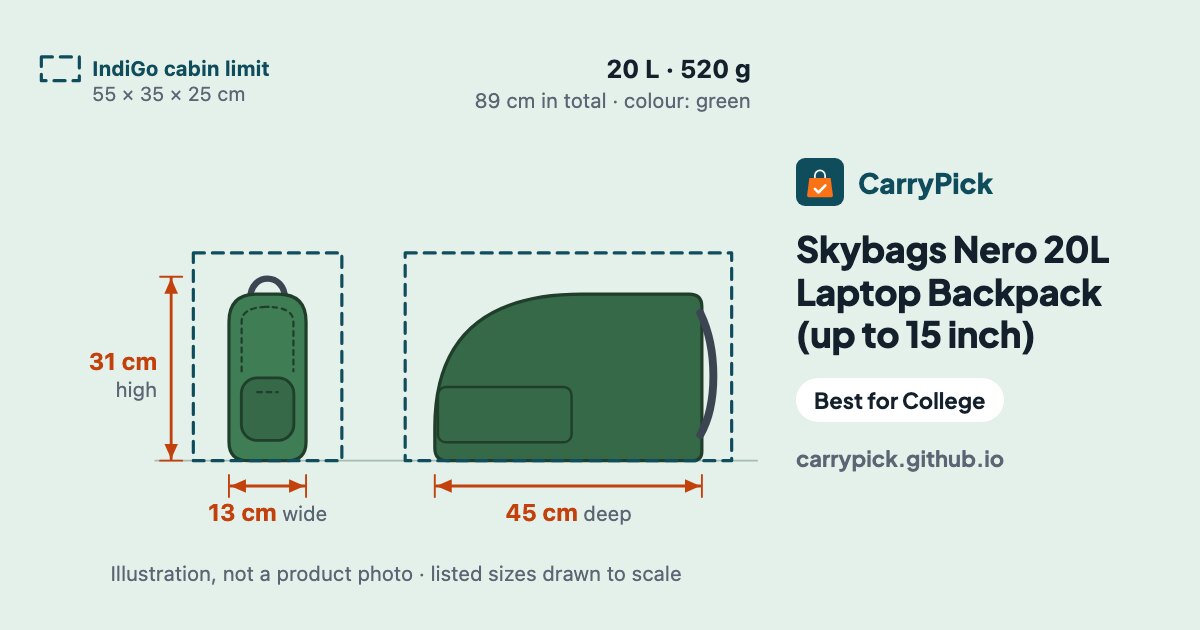 IndiGo cabin limit
55 × 35 × 25 cm
20 L · 520 g
89 cm in total · colour: green
CarryPick
Skybags Nero 20L
Laptop Backpack
(up to 15 inch)
Best for College
carrypick.github.io
31 cm
high
13 cm wide
45 cm deep
Illustration, not a product photo · listed sizes drawn to scale